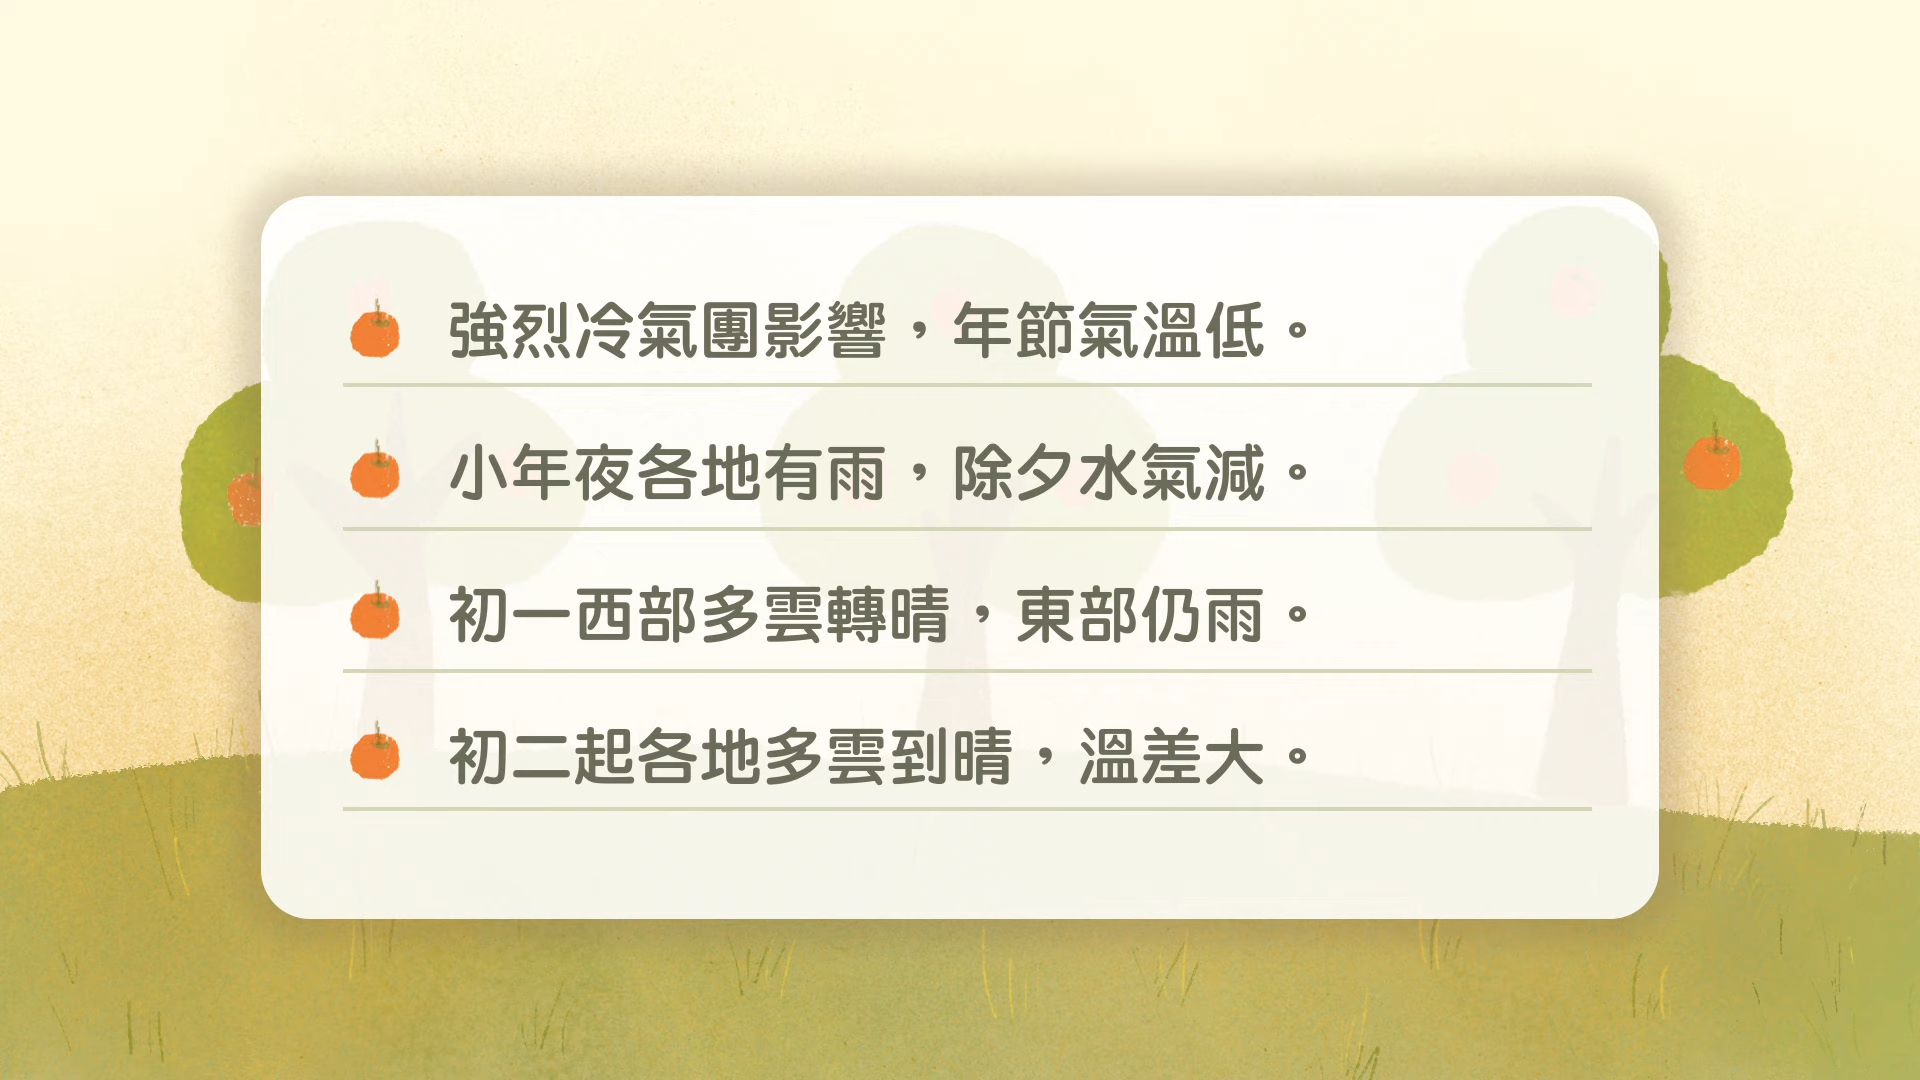 強烈冷氣團影響，年節氣溫低。
小年夜各地有雨，除夕水氣減。
初一西部多雲轉晴，東部仍雨。
初二起各地多雲到晴，溫差大。